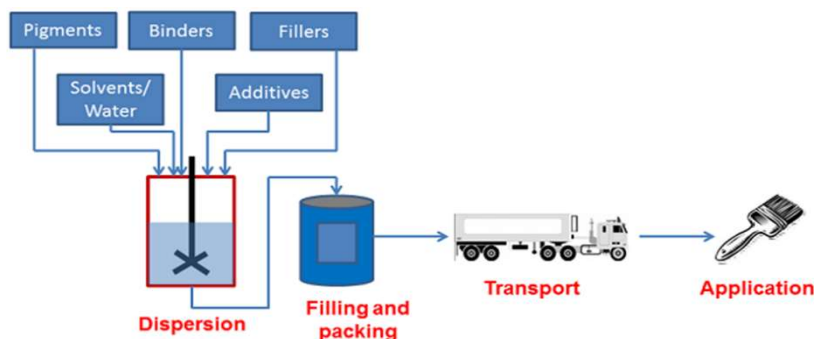 Pigments
Binders
Fillers
Solvents/
Water
Additives
Dispersion
Filling and
packing
Transport
Application